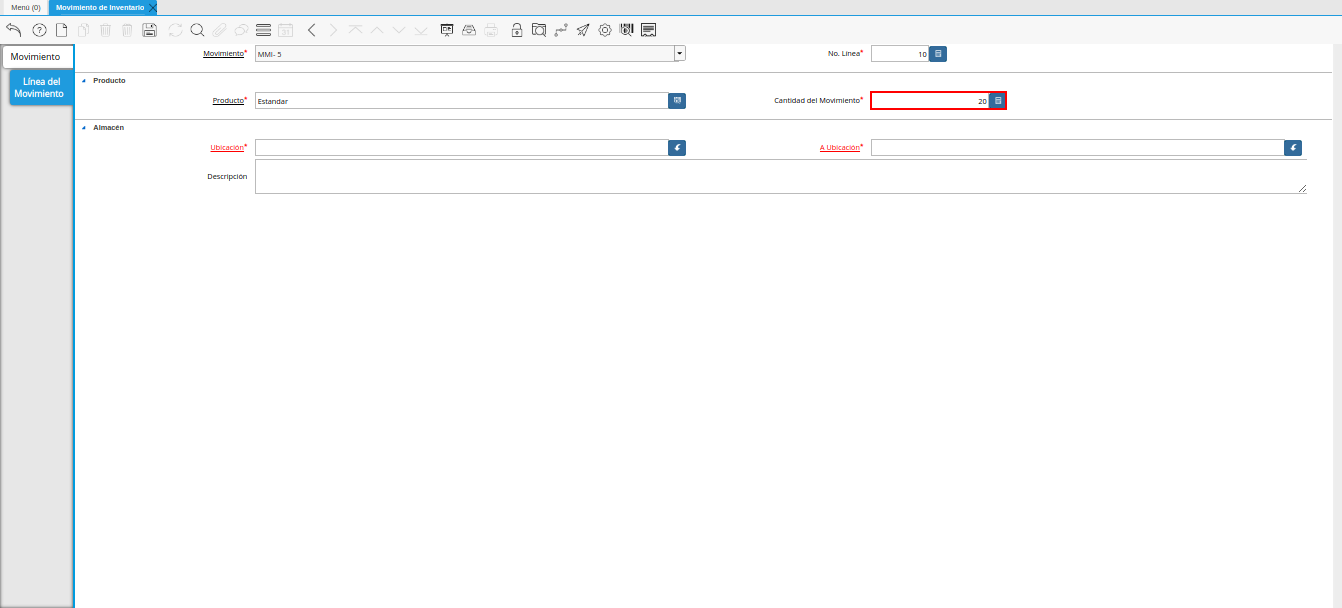 Menú (0) Movimiento de Inventario
Movimiento
Línea del
Movimiento
Movimiento* MMI- 5 No. Línea* 10
Producto
Producto* Estandar Cantidad del Movimiento* 20
Almacén
Ubicación* A Ubicación*
Descripción